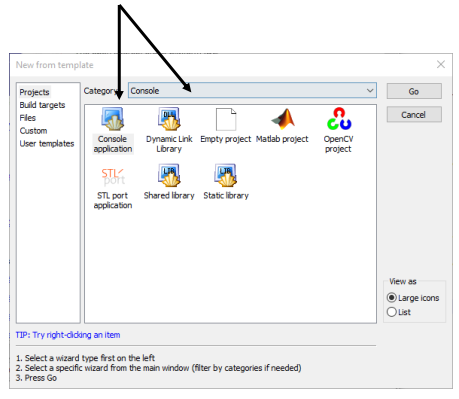 New from template
Projects
Build targets
Files
Custom
User templates
Category: Console
Go
Cancel
Console
application
DLL
Dynamic Link
Library
Empty project
Matlab project
OpenCV
project
STL
port
STL port
application
LIB
Shared library
LIB
Static library
View as
Large icons
List
TIP: Try right-clicking an item
1. Select a wizard type first on the left
2. Select a specific wizard from the main window (filter by categories if needed)
3. Press Go